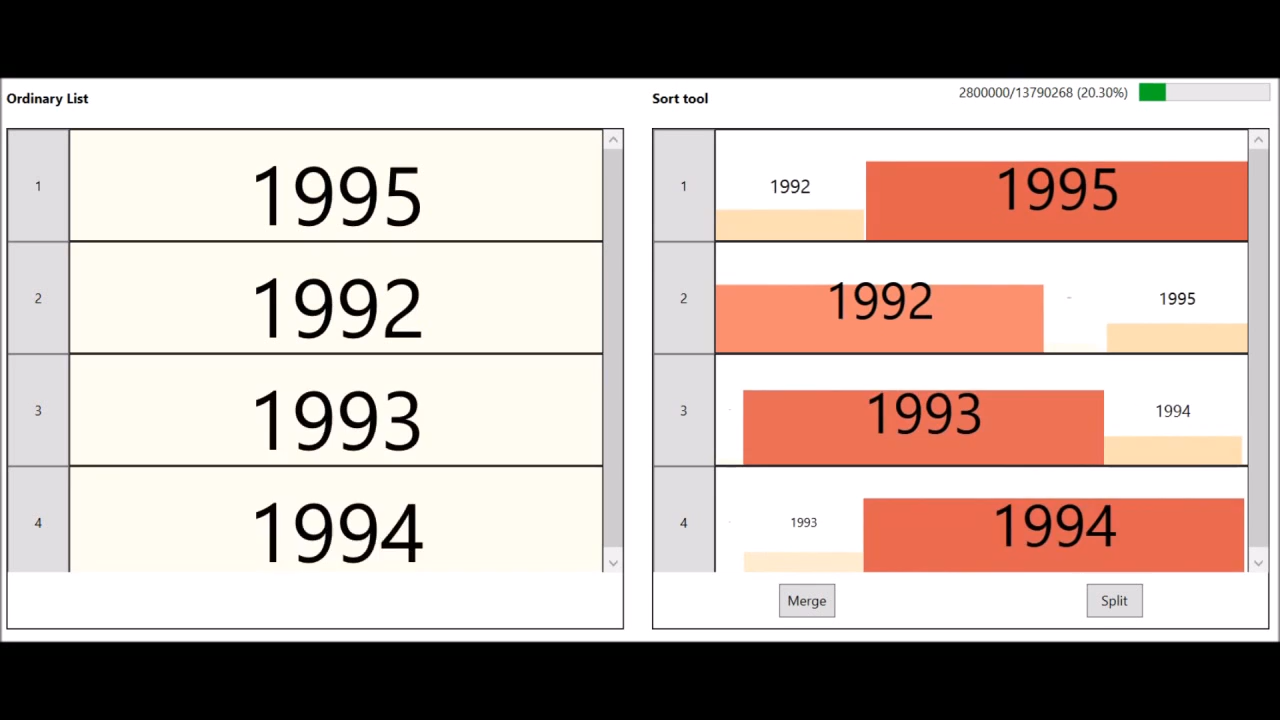 Ordinary List
1 1995
2 1992
3 1993
4 1994
Sort tool 2800000/13790268 (20.30%)
1 1992 1995
2 1992 - 1995
3 1993 1994
4 1993 1994
Merge Split